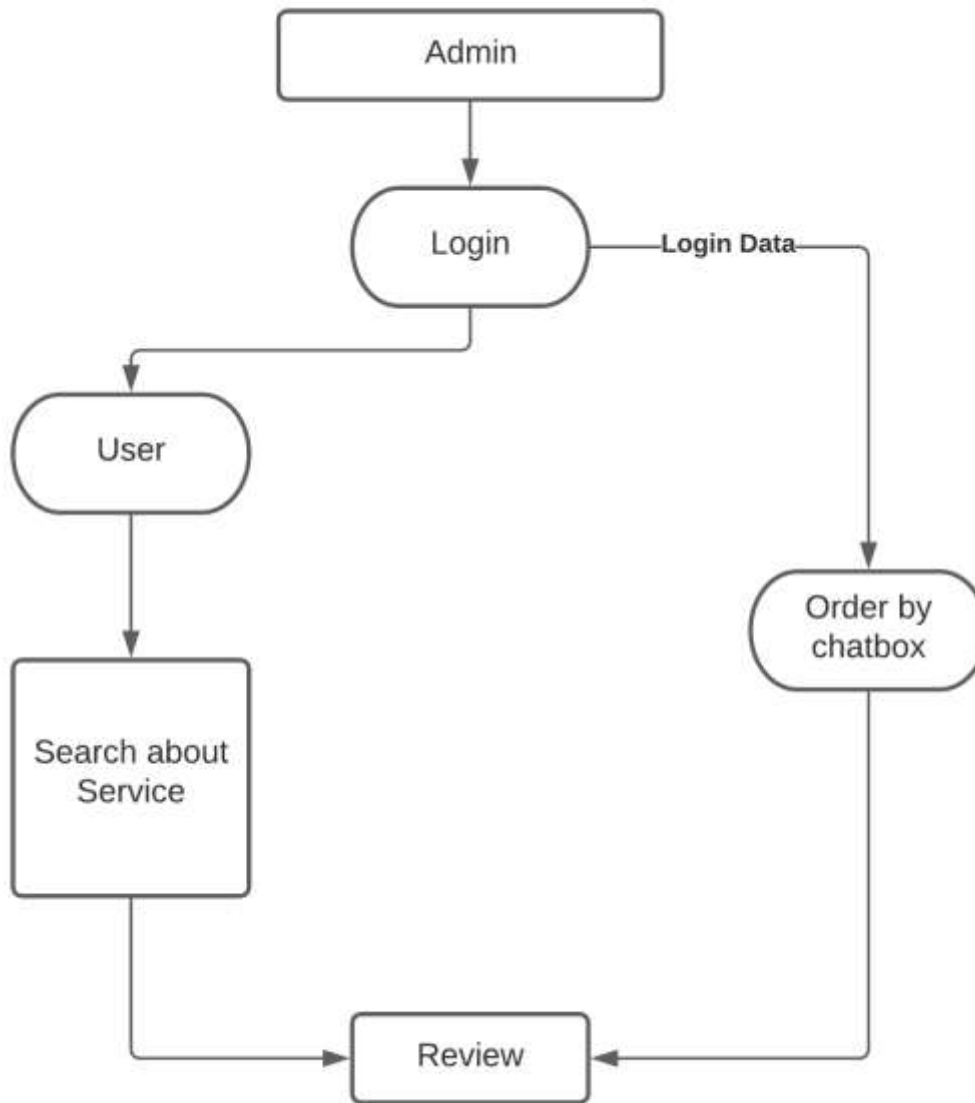 Admin
Login
Login Data
User
Order by
chatbox
Search about
Service
Review